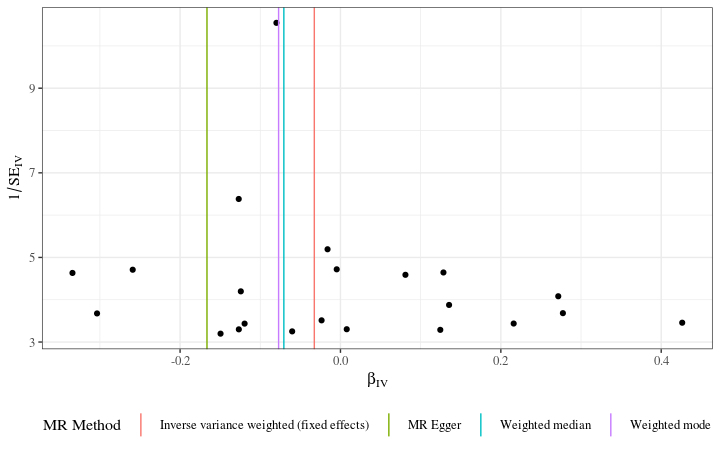 1/SE_IV
9
7
5
3
-0.2 0.0 0.2 0.4
β_IV
MR Method Inverse variance weighted (fixed effects) MR Egger Weighted median Weighted mode